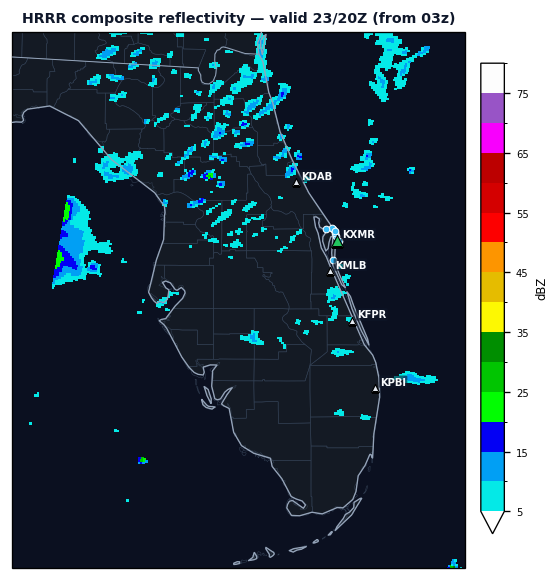 HRRR composite reflectivity — valid 23/20Z (from 03z)
75
KDAB
65
KXMR
55
KMLB
45
dBZ
KFPR
35
KPBI
25
15
5